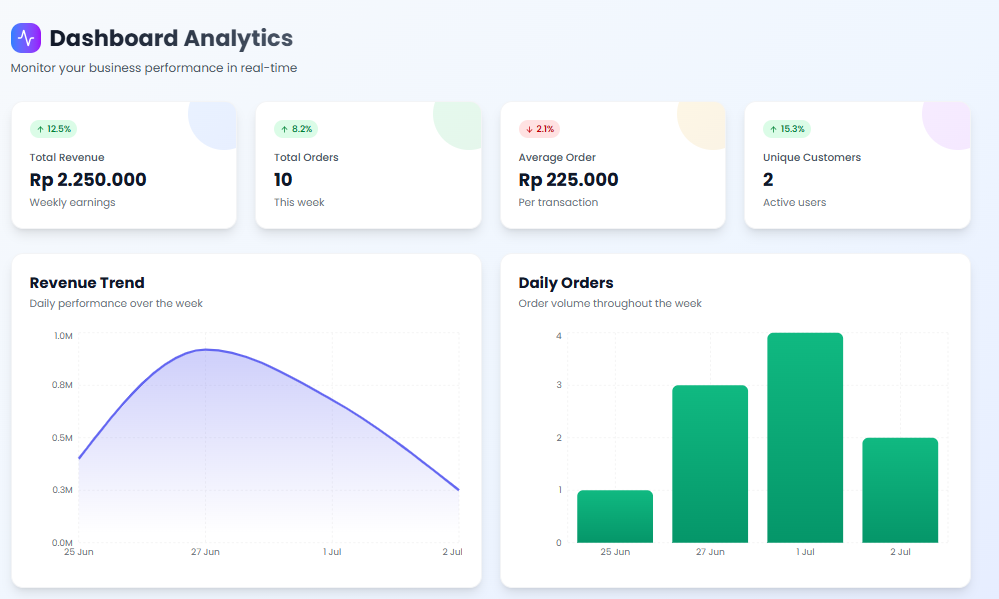 Dashboard Analytics
Monitor your business performance in real-time
↑ 12.5%
Total Revenue
Rp 2.250.000
Weekly earnings
↑ 8.2%
Total Orders
10
This week
↓ 2.1%
Average Order
Rp 225.000
Per transaction
↑ 15.3%
Unique Customers
2
Active users
Revenue Trend
Daily performance over the week
1.0M
0.8M
0.5M
0.3M
0.0M
25 Jun 27 Jun 1 Jul 2 Jul
Daily Orders
Order volume throughout the week
4
3
2
1
0
25 Jun 27 Jun 1 Jul 2 Jul